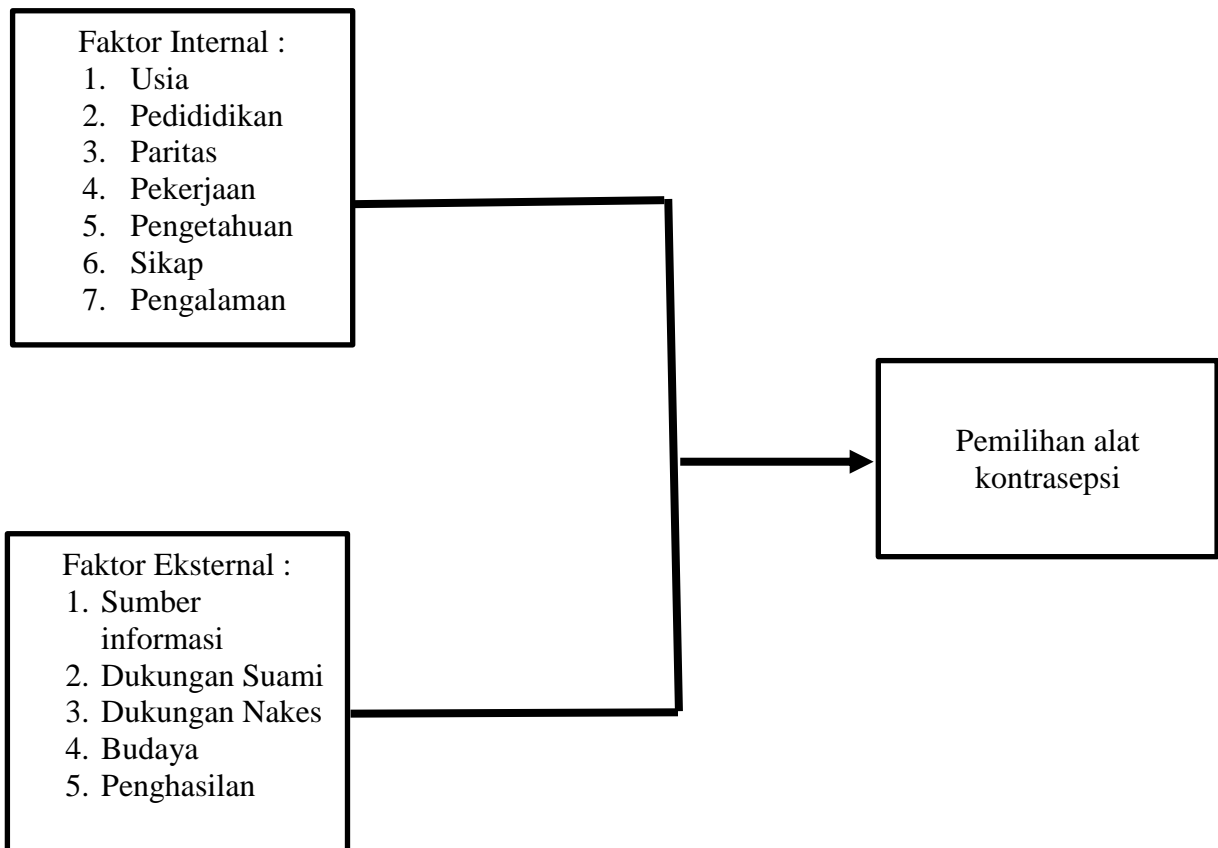 Faktor Internal :
1. Usia
2. Pedididikan
3. Paritas
4. Pekerjaan
5. Pengetahuan
6. Sikap
7. Pengalaman
Pemilihan alat
kontrasepsi
Faktor Eksternal :
1. Sumber
informasi
2. Dukungan Suami
3. Dukungan Nakes
4. Budaya
5. Penghasilan